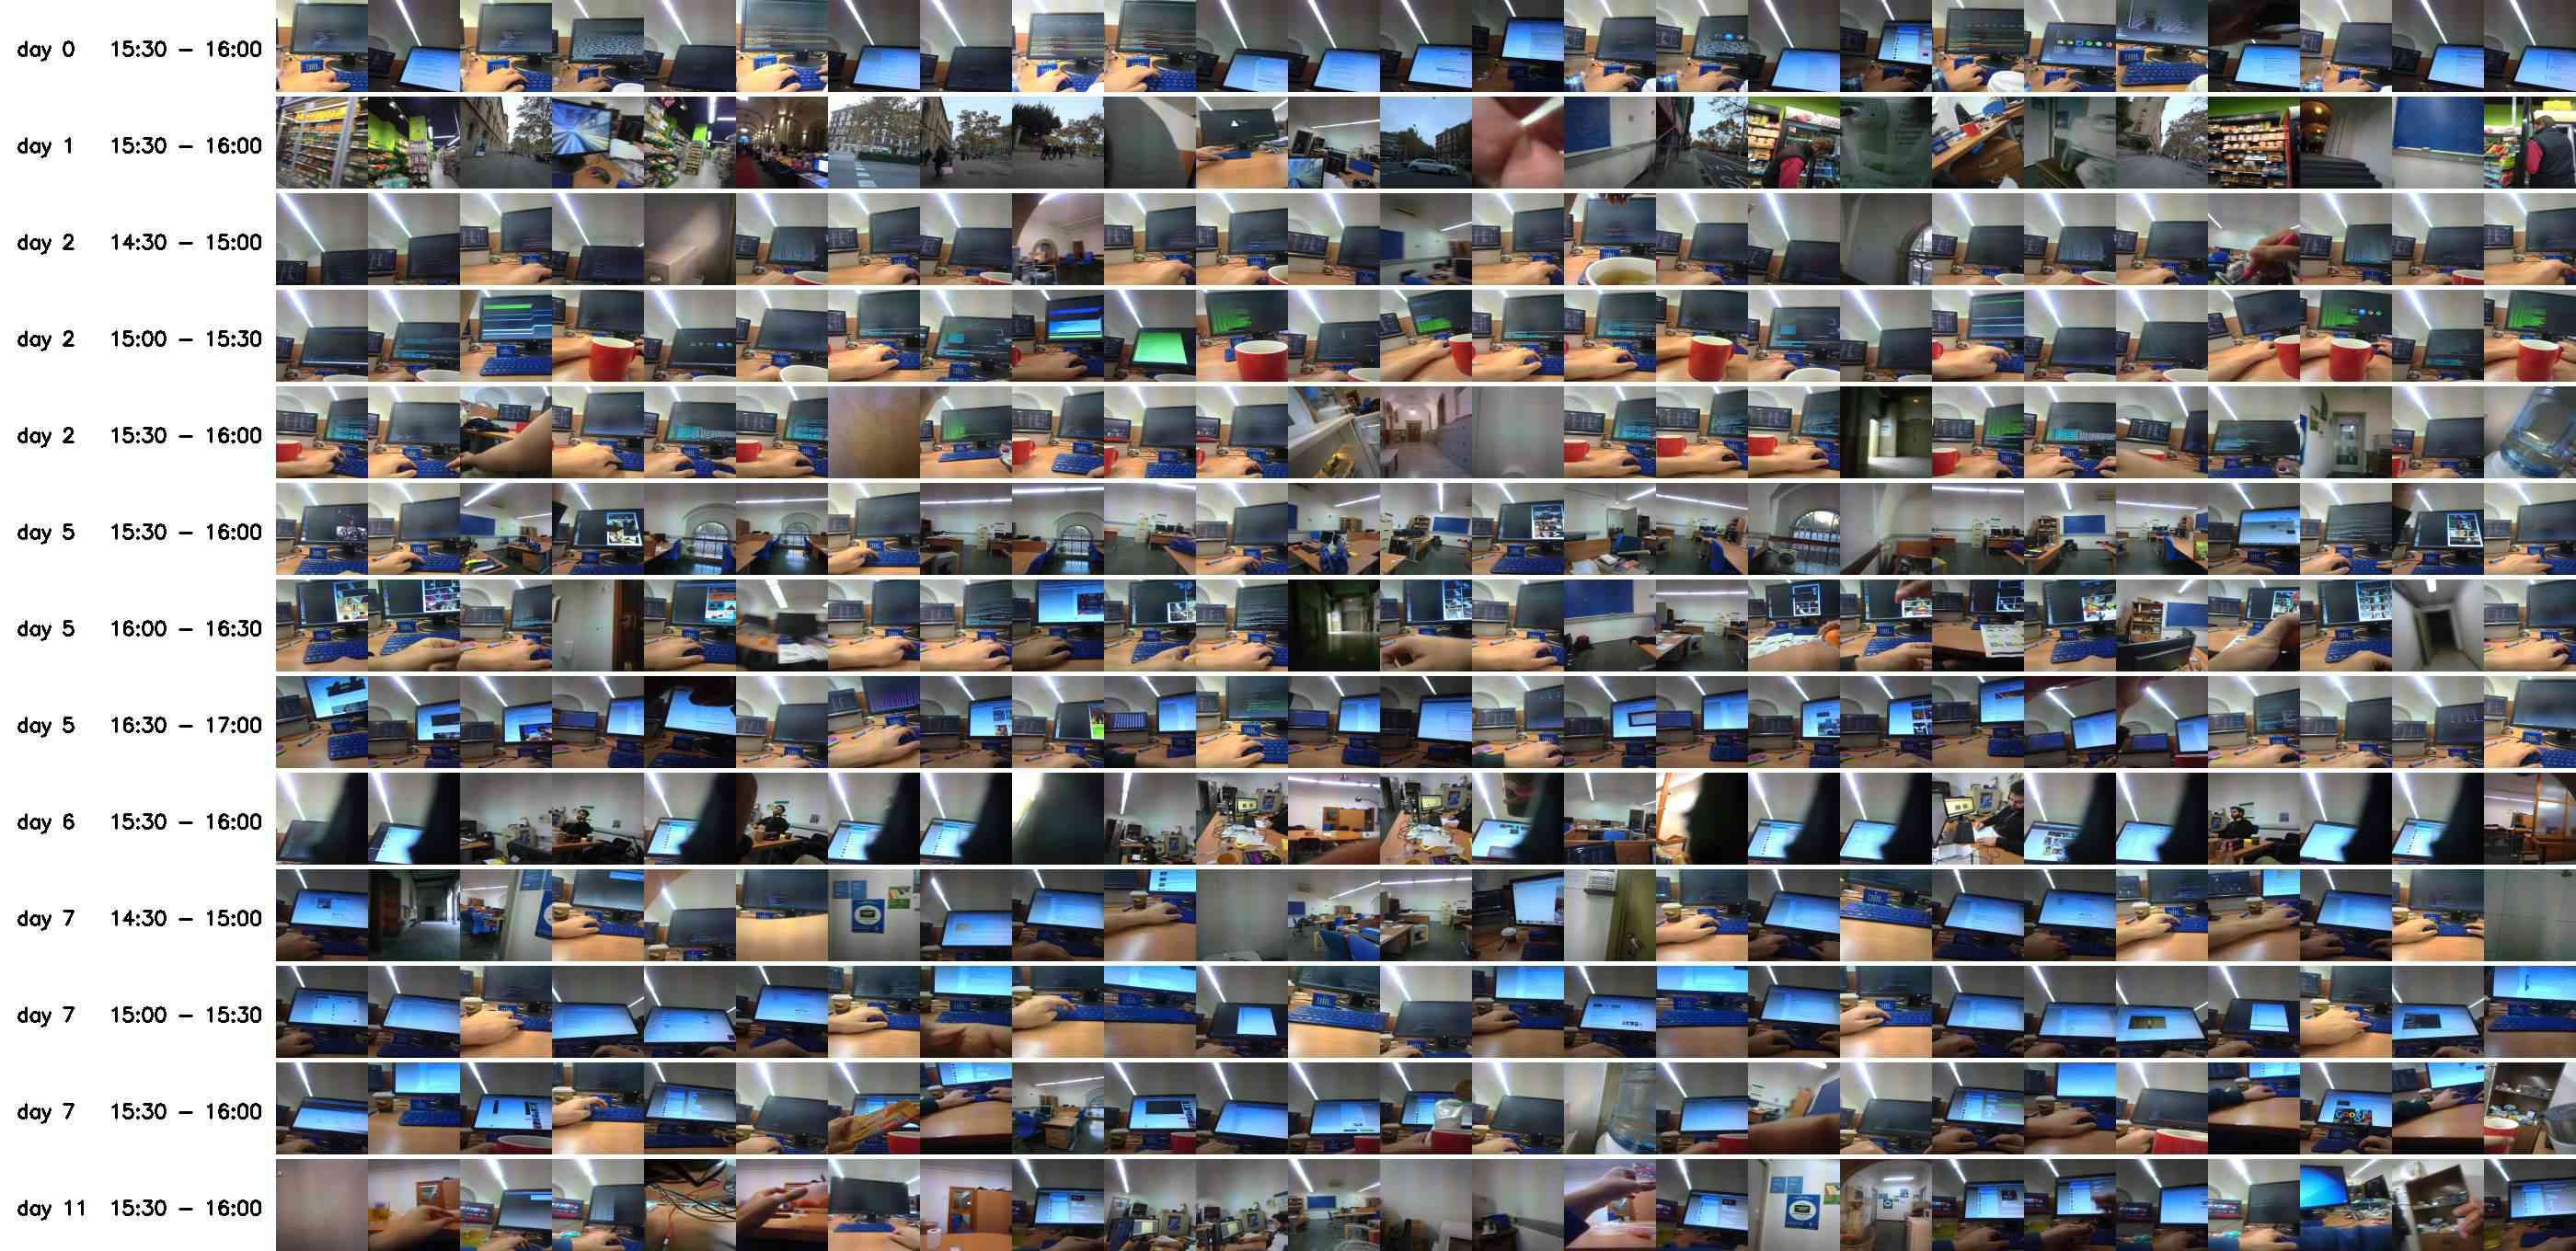 day 0 15:30 - 16:00
day 1 15:30 - 16:00
day 2 14:30 - 15:00
day 2 15:00 - 15:30
day 2 15:30 - 16:00
day 5 15:30 - 16:00
day 5 16:00 - 16:30
day 5 16:30 - 17:00
day 6 15:30 - 16:00
day 7 14:30 - 15:00
day 7 15:00 - 15:30
day 7 15:30 - 16:00
day 11 15:30 - 16:00